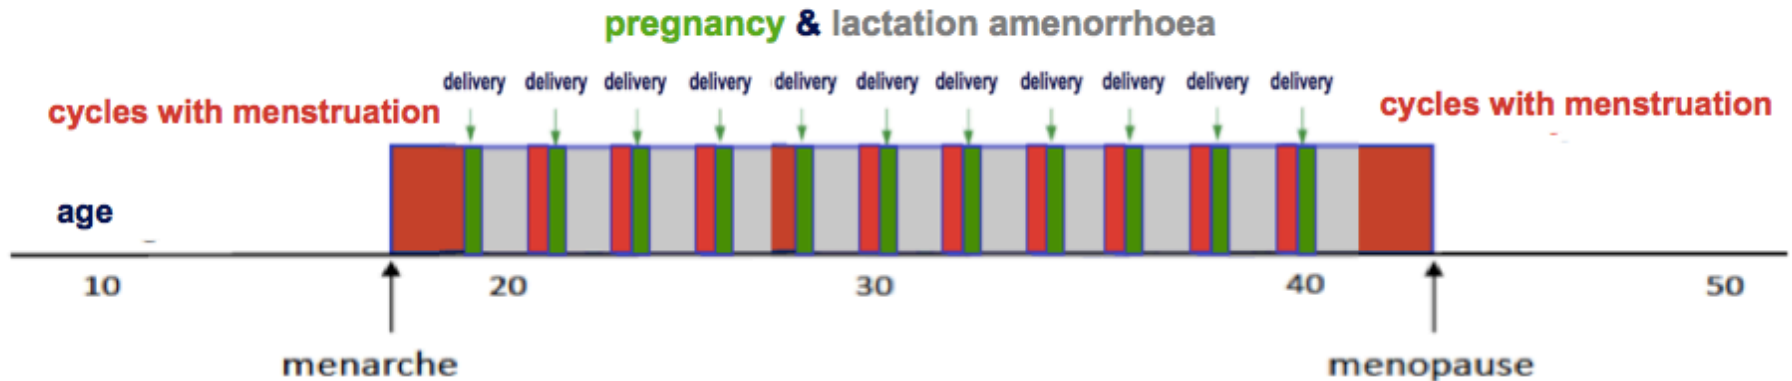 pregnancy & lactation amenorrhoea
delivery delivery delivery delivery delivery delivery delivery delivery delivery delivery delivery
cycles with menstruation
cycles with menstruation
age
10 20 30 40 50
menarche
menopause